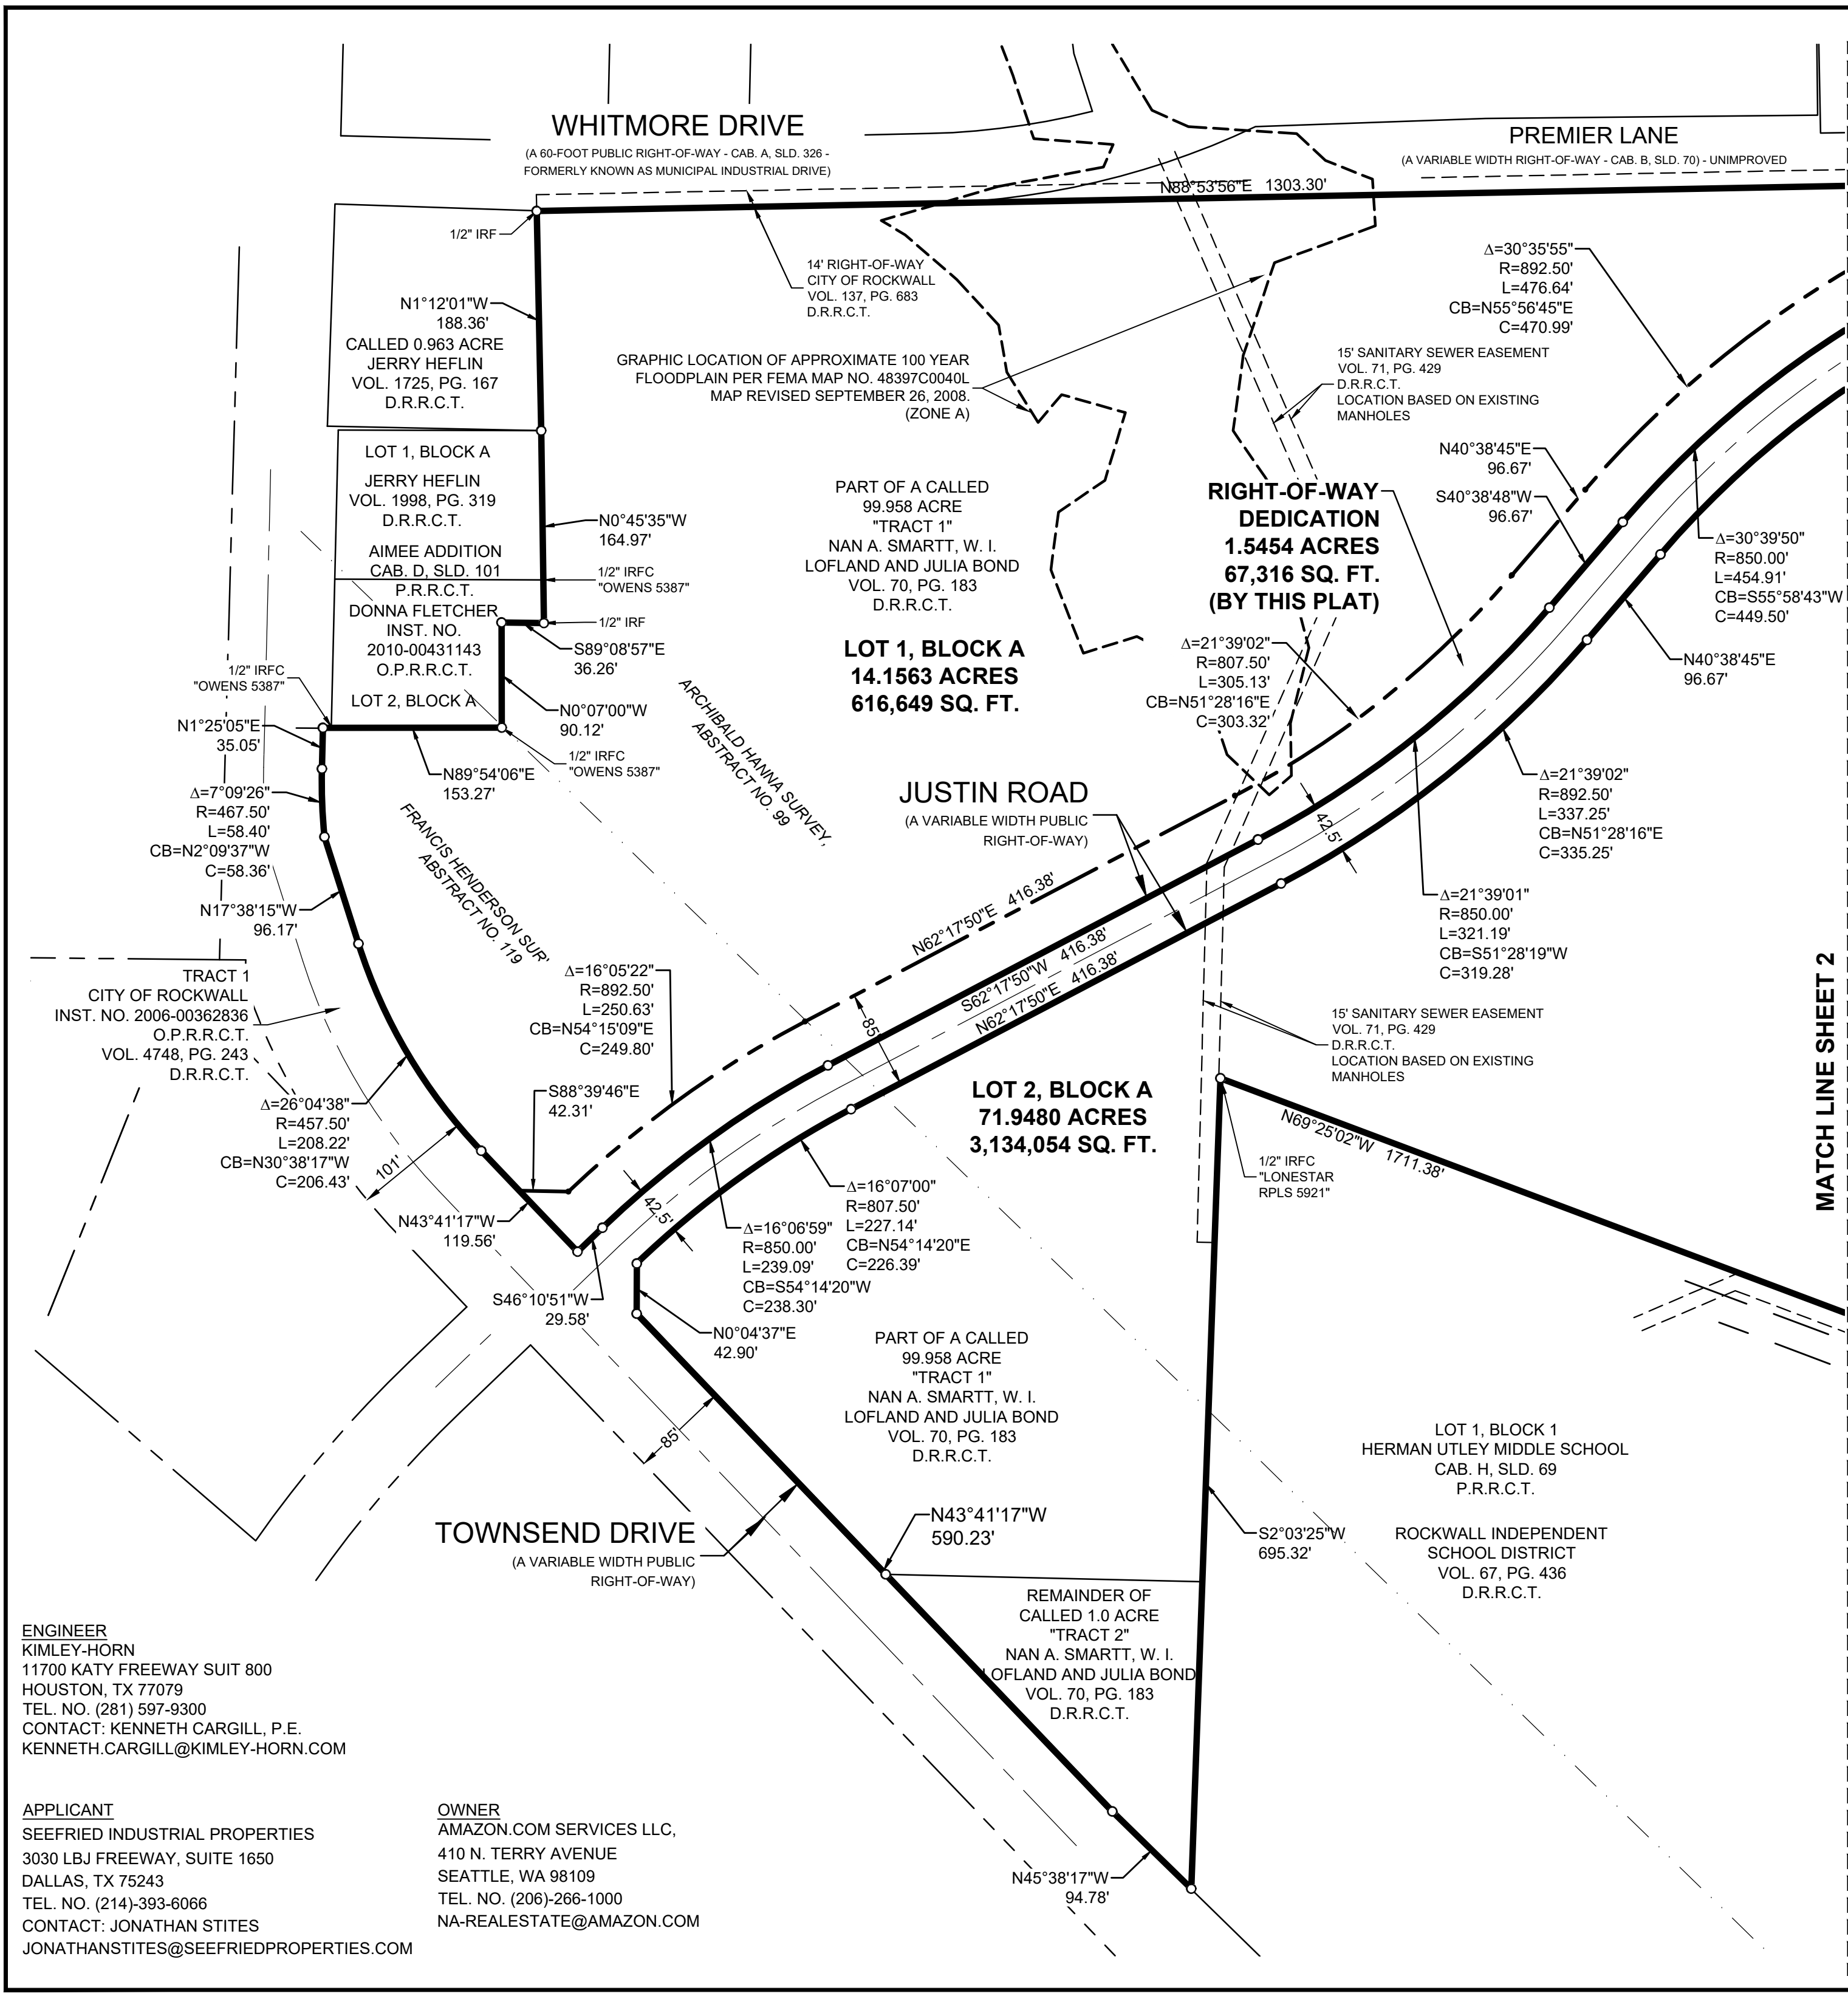 WHITMORE DRIVE
(A 60-FOOT PUBLIC RIGHT-OF-WAY - CAB. A, SLD. 326 -
FORMERLY KNOWN AS MUNICIPAL INDUSTRIAL DRIVE)
PREMIER LANE
(A VARIABLE WIDTH RIGHT-OF-WAY - CAB. B, SLD. 70) - UNIMPROVED
N88°53'56"E 1303.30'
1/2" IRF
14' RIGHT-OF-WAY
CITY OF ROCKWALL
VOL. 137, PG. 683
D.R.R.C.T.
N1°12'01"W
188.36'
CALLED 0.963 ACRE
JERRY HEFLIN
VOL. 1725, PG. 167
D.R.R.C.T.
GRAPHIC LOCATION OF APPROXIMATE 100 YEAR
FLOODPLAIN PER FEMA MAP NO. 48397C0040L
MAP REVISED SEPTEMBER 26, 2008.
(ZONE A)
Δ=30°35'55"
R=892.50'
L=476.64'
CB=N55°56'45"E
C=470.99'
15' SANITARY SEWER EASEMENT
VOL. 71, PG. 429
D.R.R.C.T.
LOCATION BASED ON EXISTING
MANHOLES
LOT 1, BLOCK A
JERRY HEFLIN
VOL. 1998, PG. 319
D.R.R.C.T.
AIMEE ADDITION
CAB. D, SLD. 101
P.R.R.C.T.
DONNA FLETCHER
INST. NO.
2010-00431143
O.P.R.R.C.T.
LOT 2, BLOCK A
N0°45'35"W
164.97'
1/2" IRFC
"OWENS 5387"
1/2" IRF
S89°08'57"E
36.26'
N0°07'00"W
90.12'
1/2" IRFC
"OWENS 5387"
1/2" IRFC
"OWENS 5387"
N1°25'05"E
35.05'
N89°54'06"E
153.27'
PART OF A CALLED
99.958 ACRE
"TRACT 1"
NAN A. SMARTT, W. I.
LOFLAND AND JULIA BOND
VOL. 70, PG. 183
D.R.R.C.T.
LOT 1, BLOCK A
14.1563 ACRES
616,649 SQ. FT.
RIGHT-OF-WAY
DEDICATION
1.5454 ACRES
67,316 SQ. FT.
(BY THIS PLAT)
N40°38'45"E
96.67'
S40°38'48"W
96.67'
Δ=30°39'50"
R=850.00'
L=454.91'
CB=S55°58'43"W
C=449.50'
N40°38'45"E
96.67'
Δ=21°39'02"
R=807.50'
L=305.13'
CB=N51°28'16"E
C=303.32'
Δ=21°39'02"
R=892.50'
L=337.25'
CB=N51°28'16"E
C=335.25'
ARCHIBALD HANNA SURVEY,
ABSTRACT NO. 99
FRANCIS HENDERSON SUR'
ABSTRACT NO. 119
Δ=7°09'26"
R=467.50'
L=58.40'
CB=N2°09'37"W
C=58.36'
N17°38'15"W
96.17'
JUSTIN ROAD
(A VARIABLE WIDTH PUBLIC
RIGHT-OF-WAY)
42.5'
Δ=21°39'01"
R=850.00'
L=321.19'
CB=S51°28'19"W
C=319.28'
N62°17'50"E 416.38'
S62°17'50"W 416.38'
N62°17'50"E 416.38'
85'
TRACT 1
CITY OF ROCKWALL
INST. NO. 2006-00362836
O.P.R.R.C.T.
VOL. 4748, PG. 243
D.R.R.C.T.
Δ=16°05'22"
R=892.50'
L=250.63'
CB=N54°15'09"E
C=249.80'
15' SANITARY SEWER EASEMENT
VOL. 71, PG. 429
D.R.R.C.T.
LOCATION BASED ON EXISTING
MANHOLES
MATCH LINE SHEET 2
S88°39'46"E
42.31'
LOT 2, BLOCK A
71.9480 ACRES
3,134,054 SQ. FT.
N69°25'02"W 1711.38'
1/2" IRFC
"LONESTAR
RPLS 5921"
Δ=26°04'38"
R=457.50'
L=208.22'
CB=N30°38'17"W
C=206.43'
101'
N43°41'17"W
119.56'
42.5'
Δ=16°07'00"
R=807.50'
L=227.14'
CB=N54°14'20"E
C=226.39'
Δ=16°06'59"
R=850.00'
L=239.09'
CB=S54°14'20"W
C=238.30'
S46°10'51"W
29.58'
N0°04'37"E
42.90'
PART OF A CALLED
99.958 ACRE
"TRACT 1"
NAN A. SMARTT, W. I.
LOFLAND AND JULIA BOND
VOL. 70, PG. 183
D.R.R.C.T.
85'
LOT 1, BLOCK 1
HERMAN UTLEY MIDDLE SCHOOL
CAB. H, SLD. 69
P.R.R.C.T.
ROCKWALL INDEPENDENT
SCHOOL DISTRICT
VOL. 67, PG. 436
D.R.R.C.T.
TOWNSEND DRIVE
(A VARIABLE WIDTH PUBLIC
RIGHT-OF-WAY)
N43°41'17"W
590.23'
S2°03'25"W
695.32'
REMAINDER OF
CALLED 1.0 ACRE
"TRACT 2"
NAN A. SMARTT, W. I.
LOFLAND AND JULIA BOND
VOL. 70, PG. 183
D.R.R.C.T.
N45°38'17"W
94.78'
ENGINEER
KIMLEY-HORN
11700 KATY FREEWAY SUIT 800
HOUSTON, TX 77079
TEL. NO. (281) 597-9300
CONTACT: KENNETH CARGILL, P.E.
KENNETH.CARGILL@KIMLEY-HORN.COM
APPLICANT
SEEFRIED INDUSTRIAL PROPERTIES
3030 LBJ FREEWAY, SUITE 1650
DALLAS, TX 75243
TEL. NO. (214)-393-6066
CONTACT: JONATHAN STITES
JONATHANSTITES@SEEFRIEDPROPERTIES.COM
OWNER
AMAZON.COM SERVICES LLC,
410 N. TERRY AVENUE
SEATTLE, WA 98109
TEL. NO. (206)-266-1000
NA-REALESTATE@AMAZON.COM